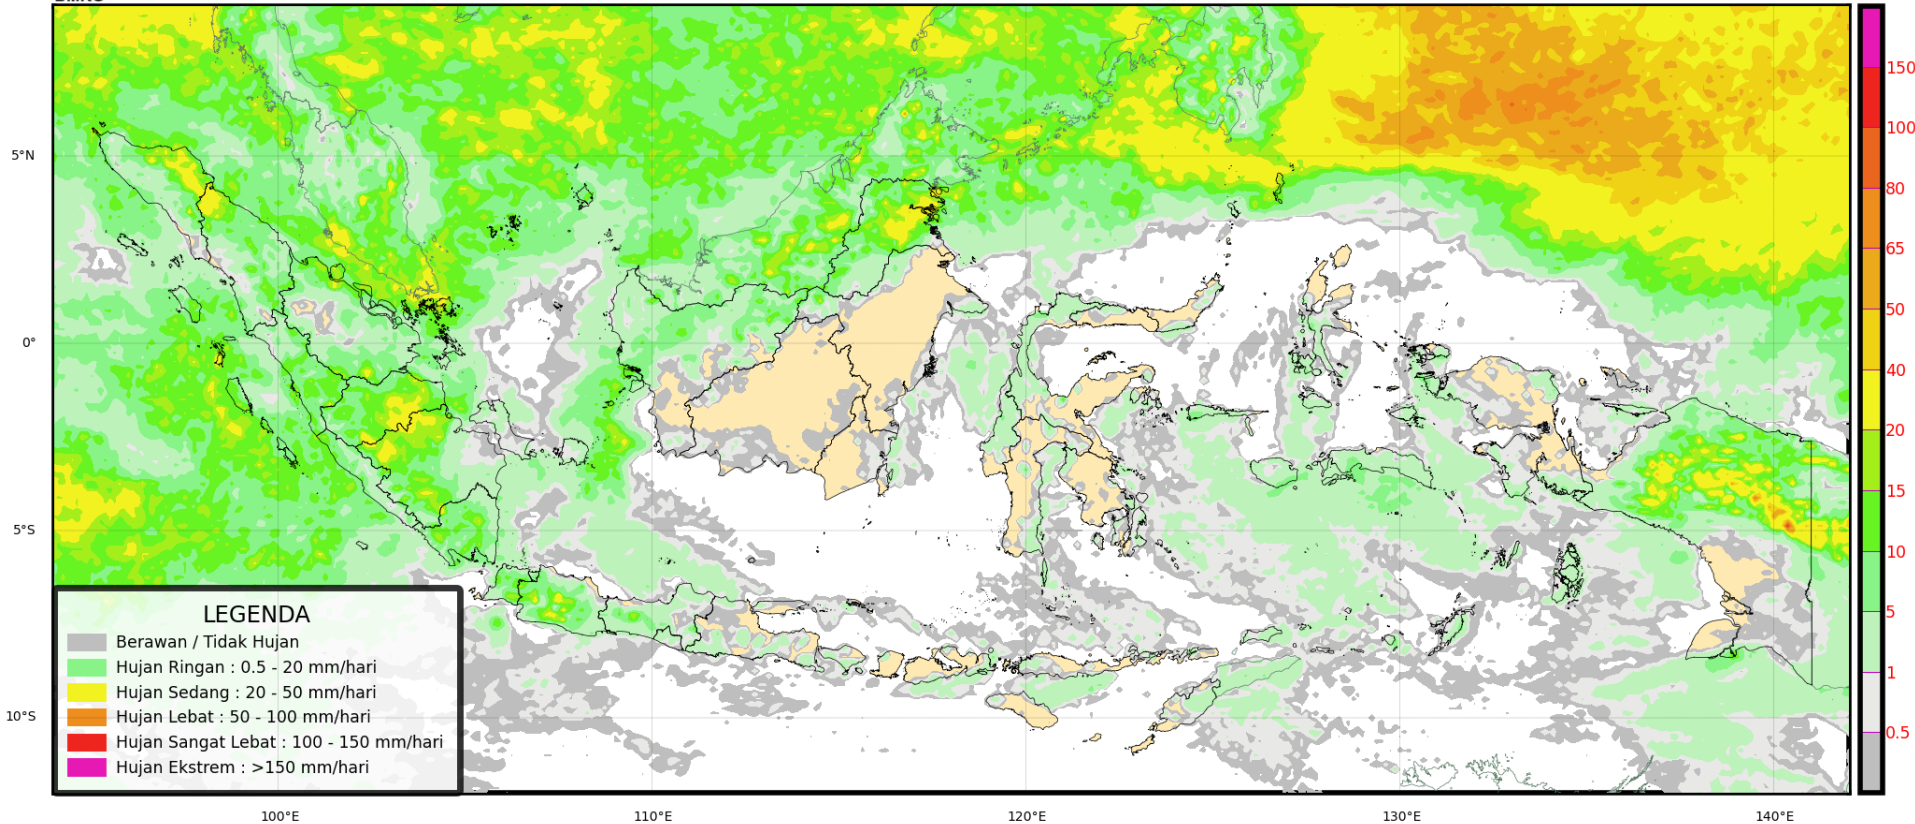 5°N
0°
5°S
10°S
100°E
110°E
120°E
130°E
140°E
150
100
80
65
50
40
20
15
10
5
1
0.5
LEGENDA
Berawan / Tidak Hujan
Hujan Ringan : 0.5 - 20 mm/hari
Hujan Sedang : 20 - 50 mm/hari
Hujan Lebat : 50 - 100 mm/hari
Hujan Sangat Lebat : 100 - 150 mm/hari
Hujan Ekstrem : >150 mm/hari